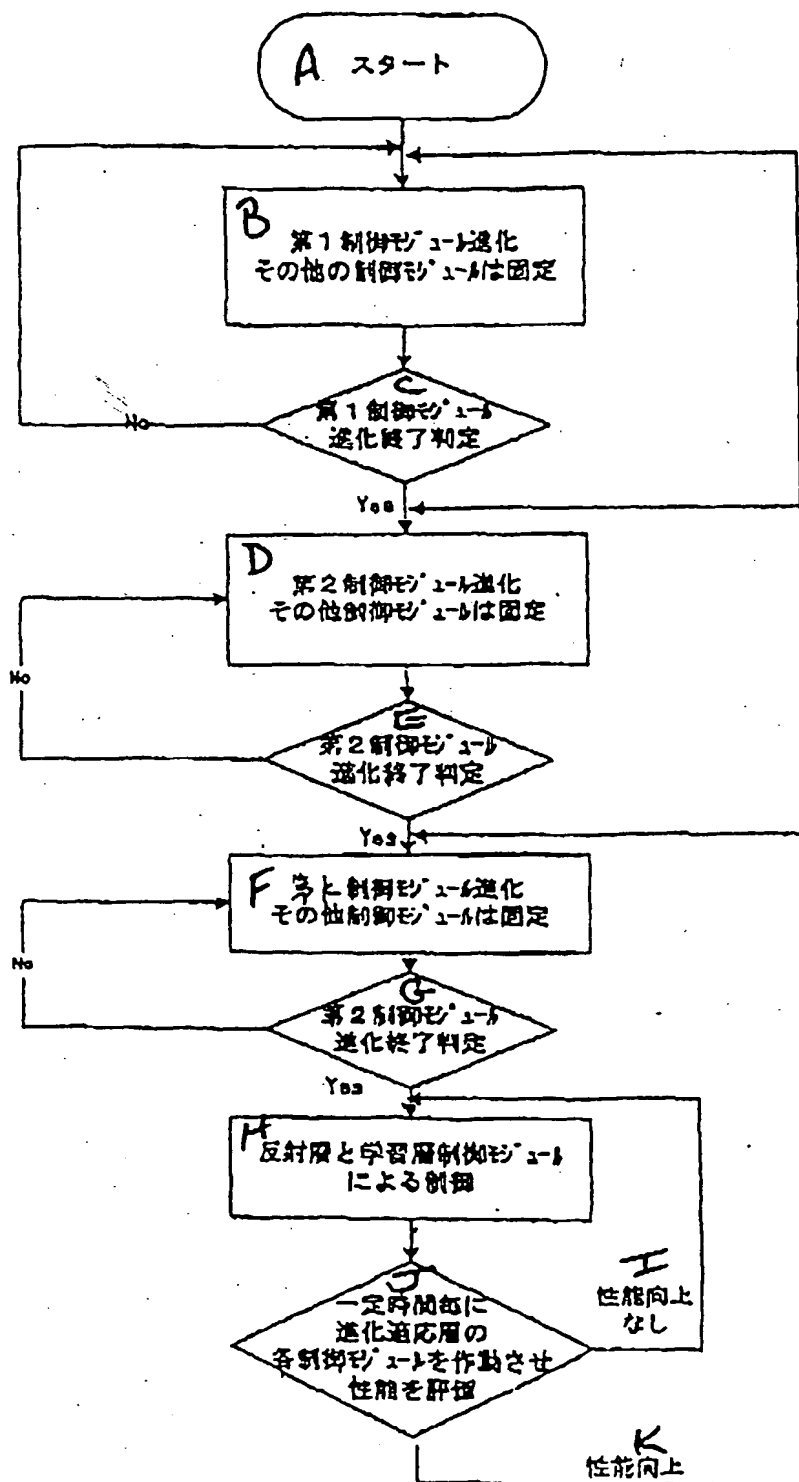 A スタート
B
第1制御モジュール進化
その他の制御モジュールは固定
C
第1制御モジュール
進化終了判定
No
Yes
D
第2制御モジュール進化
その他制御モジュールは固定
No
E
第2制御モジュール
進化終了判定
Yes
F
制御モジュール進化
その他制御モジュールは固定
No
G
第2制御モジュール
進化終了判定
Yes
H
反射層と学習層制御モジュール
による制御
I
性能向上
なし
J
一定時間毎に
進化適応層の
各制御モジュールを作動させ
性能を評価
K
性能向上